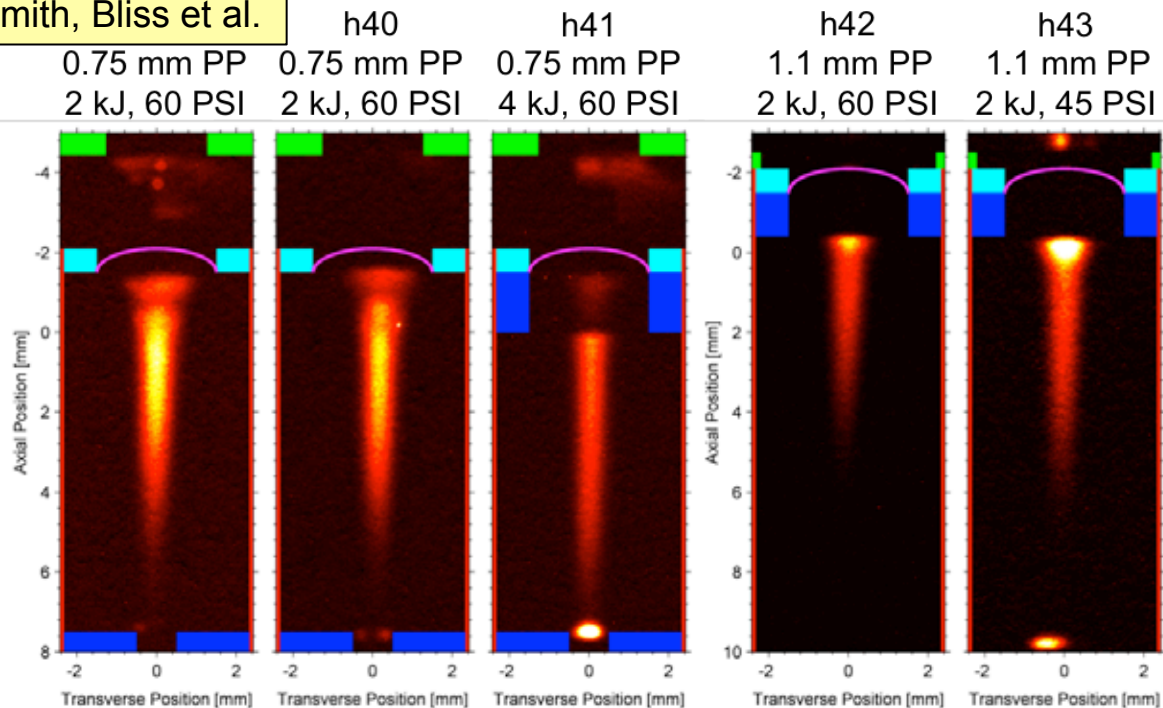 mith, Bliss et al.
0.75 mm PP
2 kJ, 60 PSI
h40
0.75 mm PP
2 kJ, 60 PSI
h41
0.75 mm PP
4 kJ, 60 PSI
h42
1.1 mm PP
2 kJ, 60 PSI
h43
1.1 mm PP
2 kJ, 45 PSI
Axial Position [mm]
-4
-2
0
2
4
6
8
-2 0 2
Transverse Position [mm]
-2 0 2
Transverse Position [mm]
-2 0 2
Transverse Position [mm]
Axial Position [mm]
-2
0
2
4
6
8
10
-2 0 2
Transverse Position [mm]
-2 0 2
Transverse Position [mm]